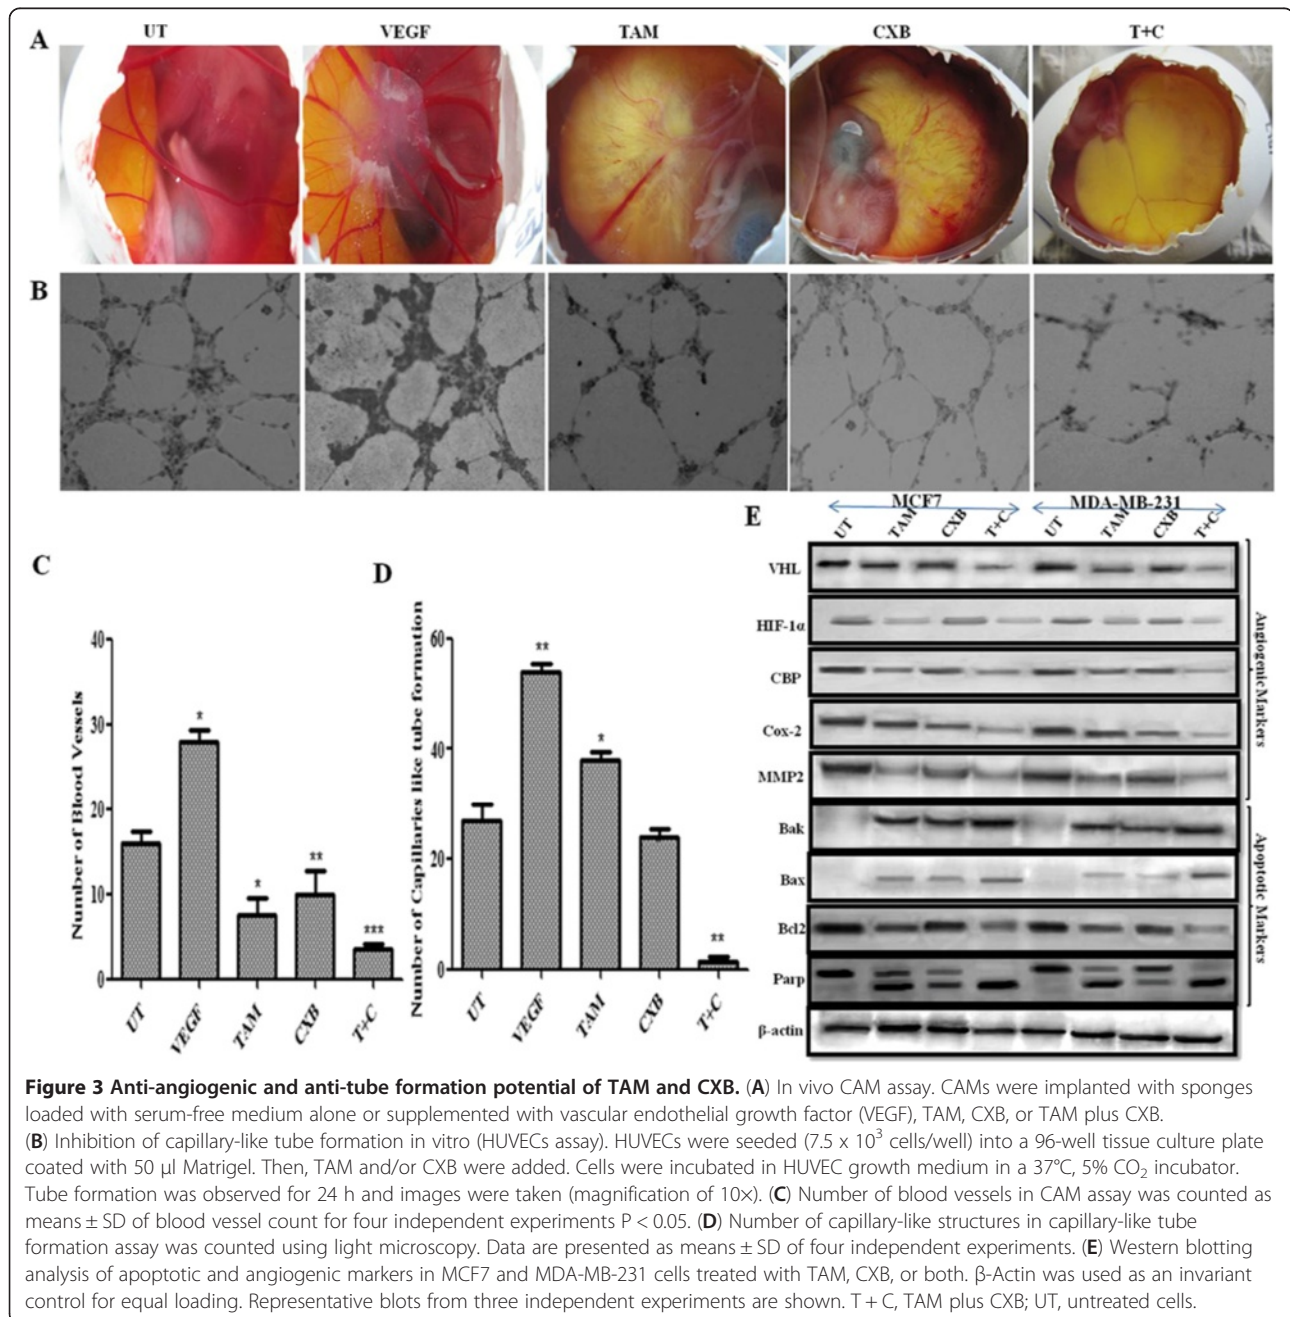 A
UT
VEGF
TAM
CXB
T+C
B
C
Number of Blood Vessels
40
30
20
10
0
*
*
**
***
UT
VEGF
TAM
CXB
T+C
D
Number of Capillaries like tube formation
60
40
20
0
**
*
**
UT
VEGF
TAM
CXB
T+C
E
MCF7
MDA-MB-231
UT
TAM
CXB
T+C
UT
TAM
CXB
T+C
VHL
HIF-1α
CBP
Cox-2
MMP2
Bak
Bax
Bcl2
Parp
β-actin
Angiogenic Markers
Apoptotic Markers
Figure 3 Anti-angiogenic and anti-tube formation potential of TAM and CXB. (A) In vivo CAM assay. CAMs were implanted with sponges
loaded with serum-free medium alone or supplemented with vascular endothelial growth factor (VEGF), TAM, CXB, or TAM plus CXB.
(B) Inhibition of capillary-like tube formation in vitro (HUVECs assay). HUVECs were seeded (7.5 x 10³ cells/well) into a 96-well tissue culture plate
coated with 50 μl Matrigel. Then, TAM and/or CXB were added. Cells were incubated in HUVEC growth medium in a 37°C, 5% CO₂ incubator.
Tube formation was observed for 24 h and images were taken (magnification of 10×). (C) Number of blood vessels in CAM assay was counted as
means ± SD of blood vessel count for four independent experiments P < 0.05. (D) Number of capillary-like structures in capillary-like tube
formation assay was counted using light microscopy. Data are presented as means ± SD of four independent experiments. (E) Western blotting
analysis of apoptotic and angiogenic markers in MCF7 and MDA-MB-231 cells treated with TAM, CXB, or both. β-Actin was used as an invariant
control for equal loading. Representative blots from three independent experiments are shown. T + C, TAM plus CXB; UT, untreated cells.